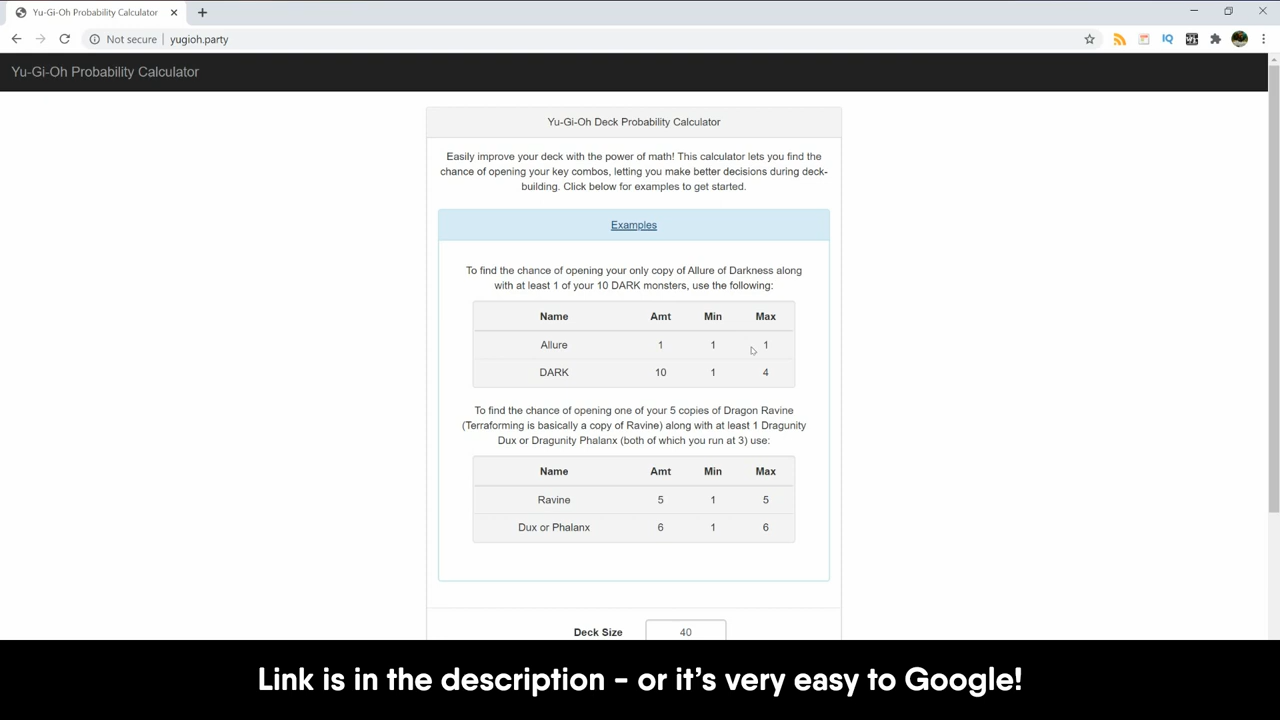 Yu-Gi-Oh Probability Calculator
Not secure | yugioh.party
IQ
Yu-Gi-Oh Probability Calculator
Yu-Gi-Oh Deck Probability Calculator
Easily improve your deck with the power of math! This calculator lets you find the
chance of opening your key combos, letting you make better decisions during deck-
building. Click below for examples to get started.
Examples
To find the chance of opening your only copy of Allure of Darkness along
with at least 1 of your 10 DARK monsters, use the following:
Name Amt Min Max
Allure 1 1 1
DARK 10 1 4
To find the chance of opening one of your 5 copies of Dragon Ravine
(Terraforming is basically a copy of Ravine) along with at least 1 Dragunity
Dux or Dragunity Phalanx (both of which you run at 3) use:
Name Amt Min Max
Ravine 5 1 5
Dux or Phalanx 6 1 6
Deck Size 40
Link is in the description - or it's very easy to Google!